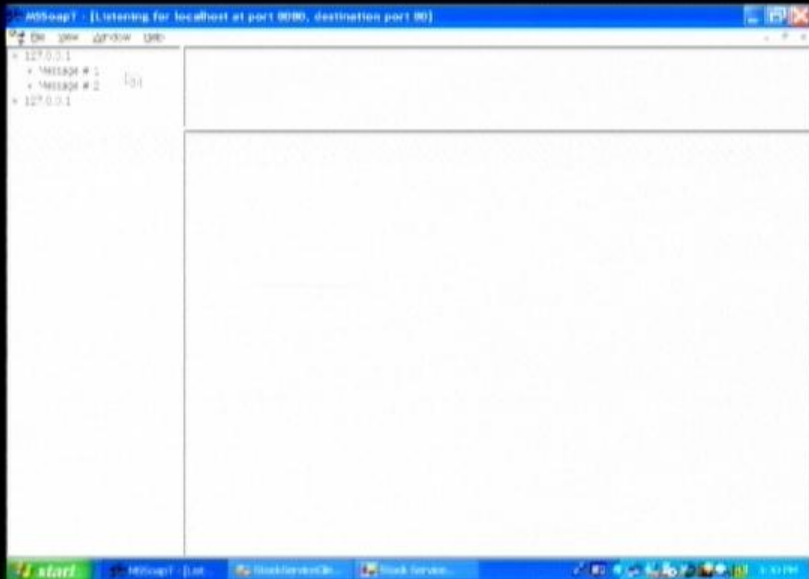 MSSoapT - [Listening for localhost at port 8080, destination port 80]
File View Window Help
127.0.0.1
Message # 1
Message # 2
127.0.0.1
start
MSSoapT - [List...
StockServiceClie...
Stock Service...